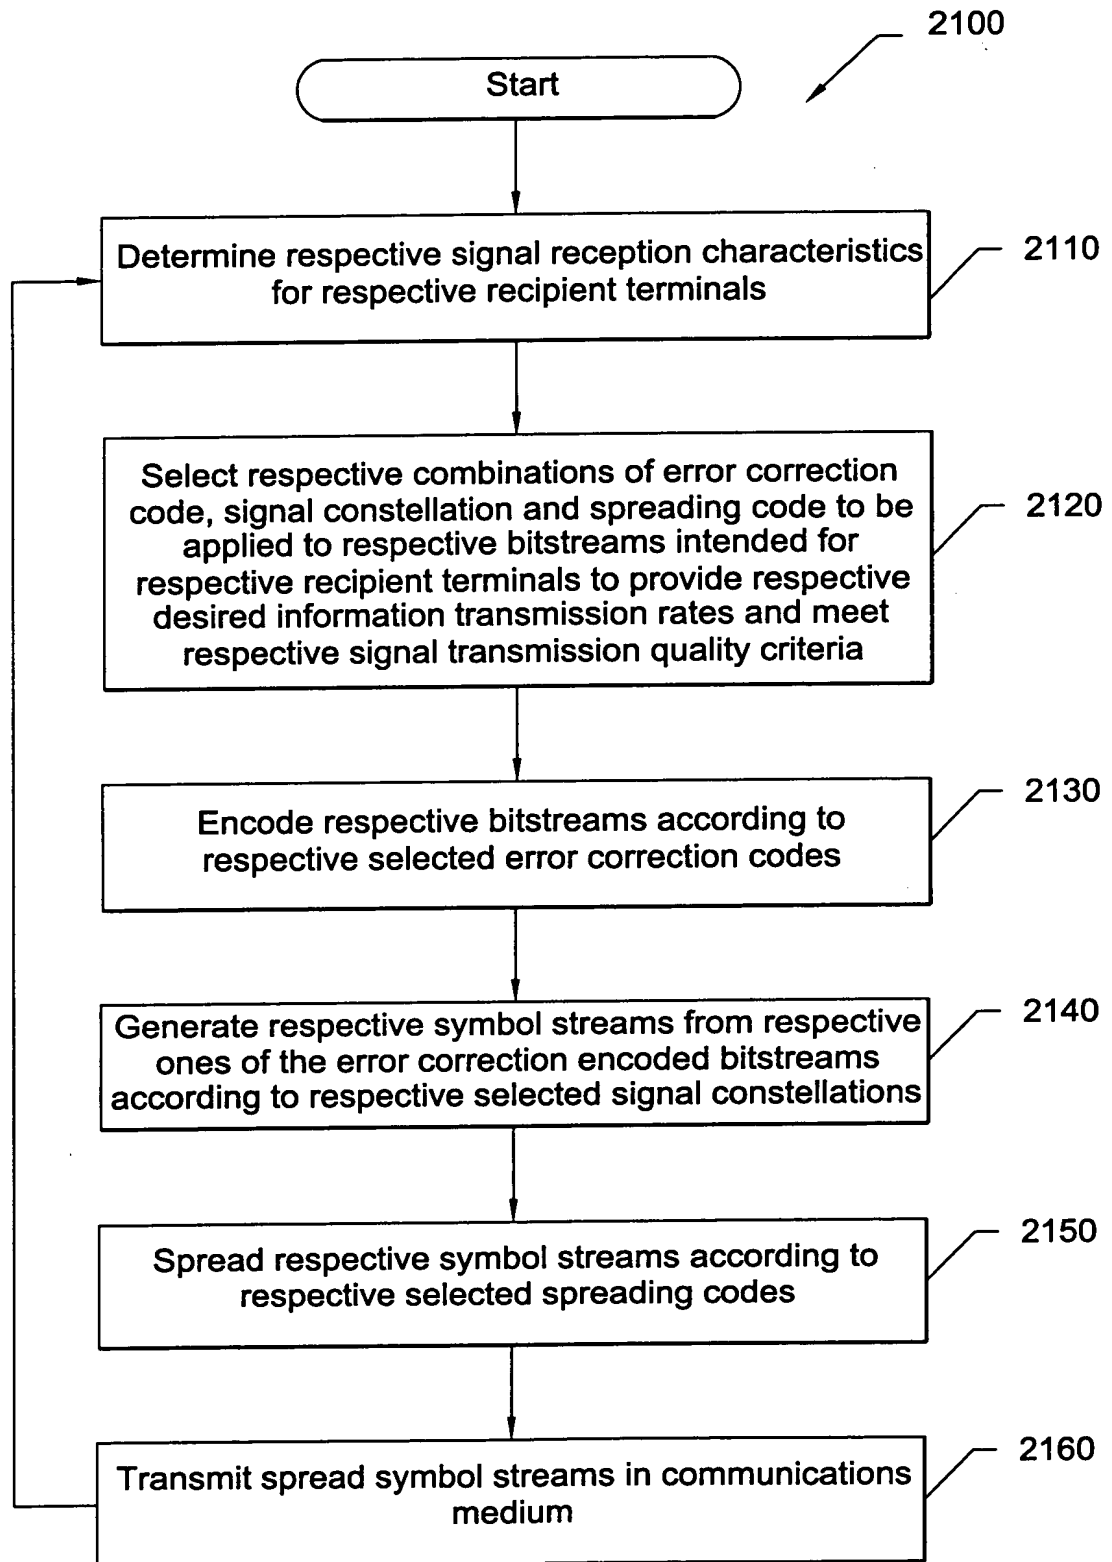 2100
Start
Determine respective signal reception characteristics
for respective recipient terminals
2110
Select respective combinations of error correction
code, signal constellation and spreading code to be
applied to respective bitstreams intended for
respective recipient terminals to provide respective
desired information transmission rates and meet
respective signal transmission quality criteria
2120
Encode respective bitstreams according to
respective selected error correction codes
2130
Generate respective symbol streams from respective
ones of the error correction encoded bitstreams
according to respective selected signal constellations
2140
Spread respective symbol streams according to
respective selected spreading codes
2150
Transmit spread symbol streams in communications
medium
2160